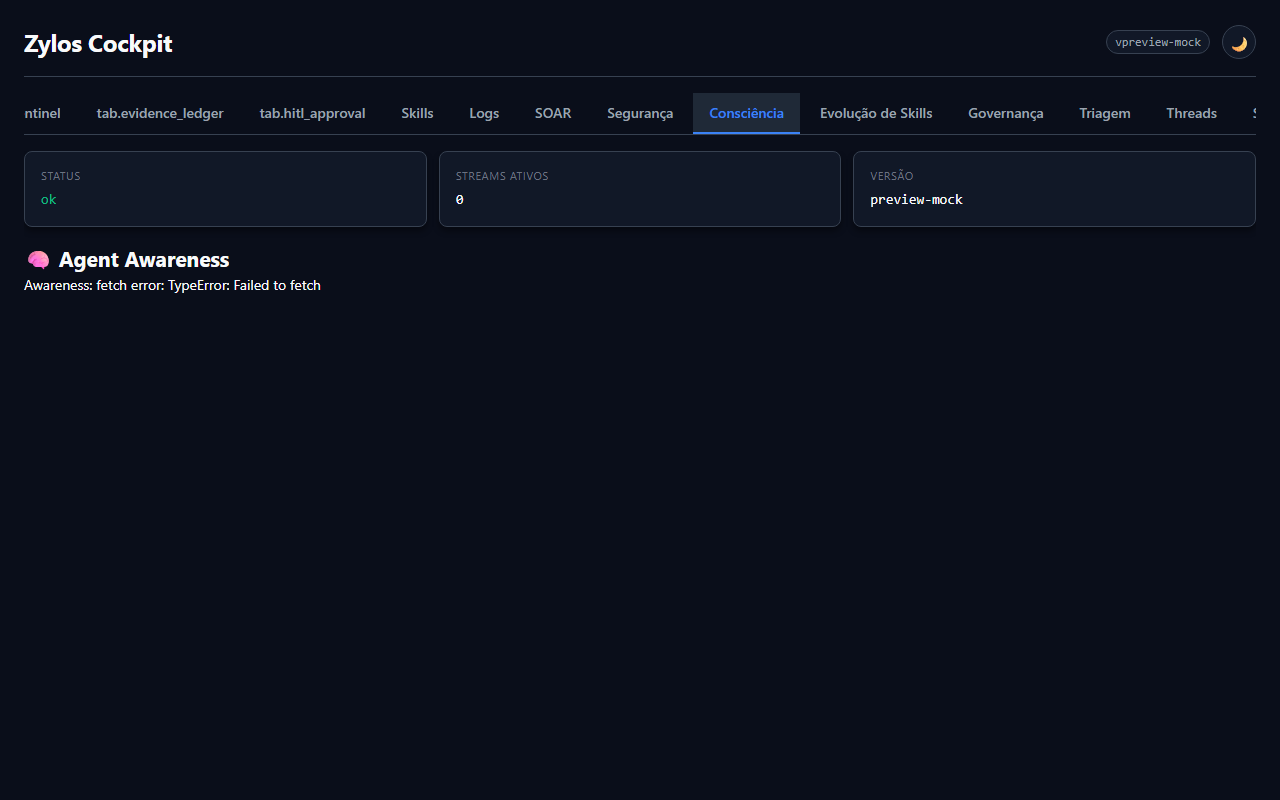 Zylos Cockpit
vpreview-mock
ntinel tab.evidence_ledger tab.hitl_approval Skills Logs SOAR Segurança Consciência Evolução de Skills Governança Triagem Threads
STATUS
ok
STREAMS ATIVOS
0
VERSÃO
preview-mock
Agent Awareness
Awareness: fetch error: TypeError: Failed to fetch